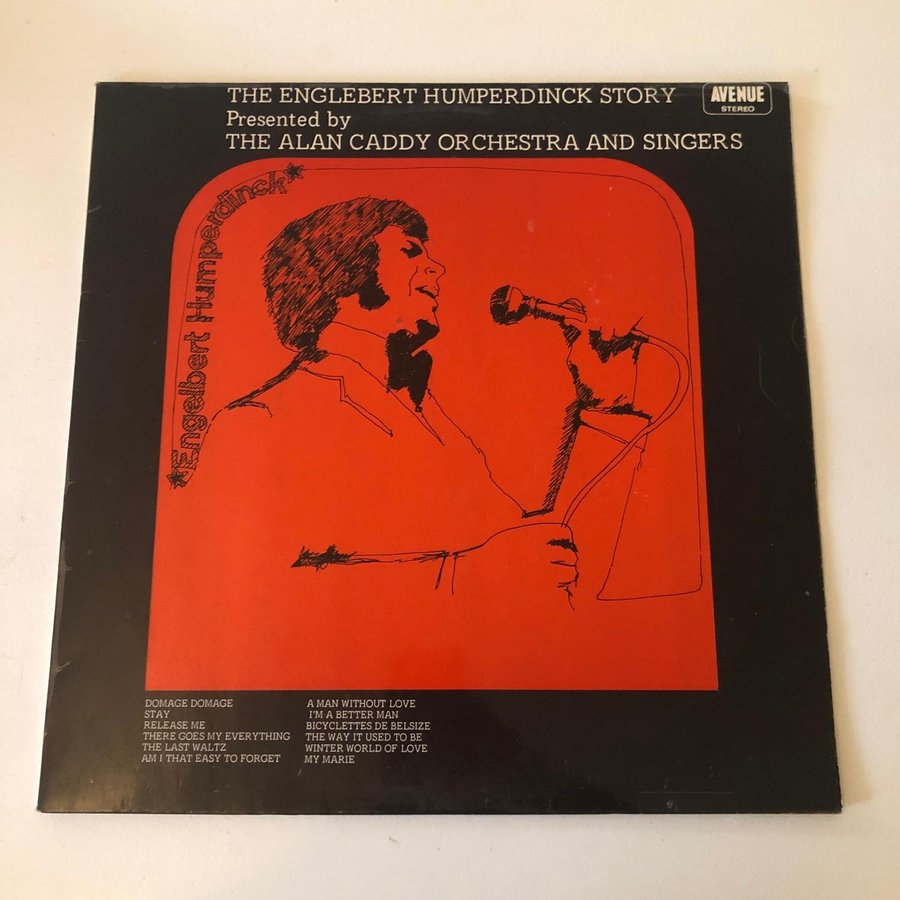 THE ENGLEBERT HUMPERDINCK STORY
Presented by
THE ALAN CADDY ORCHESTRA AND SINGERS
AVENUE
STEREO
Engelbert Humperdinck
DOMAGE DOMAGE
STAY
RELEASE ME
THERE GOES MY EVERYTHING
THE LAST WALTZ
AM I THAT EASY TO FORGET
A MAN WITHOUT LOVE
I'M A BETTER MAN
BICYCLETTES DE BELSIZE
THE WAY IT USED TO BE
WINTER WORLD OF LOVE
MY MARIE